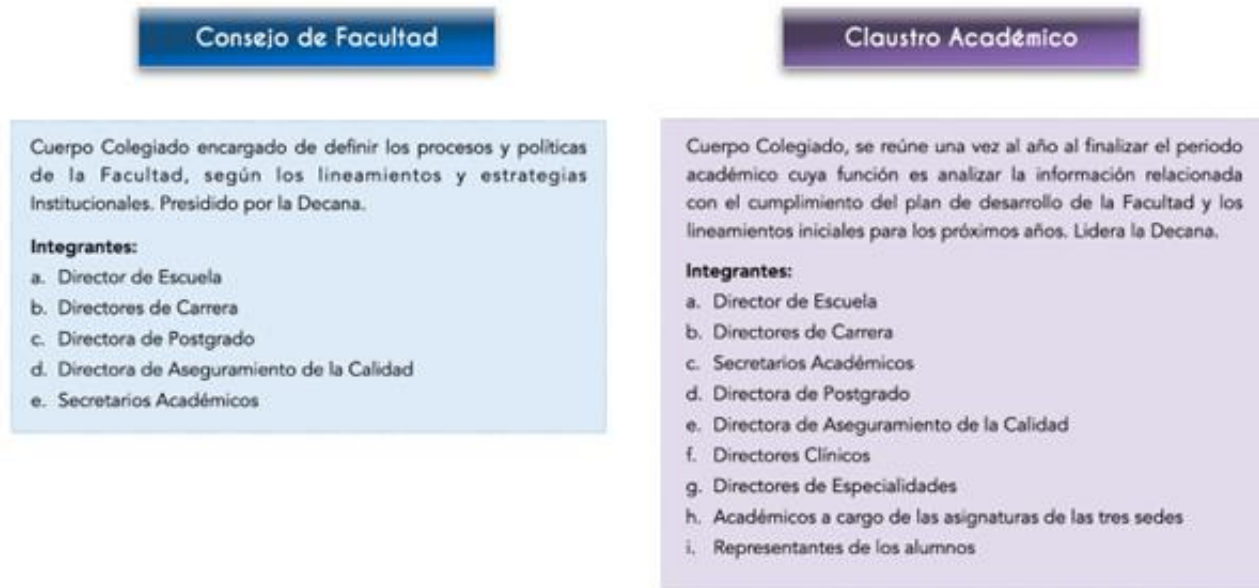 Consejo de Facultad
Cuerpo Colegiado encargado de definir los procesos y políticas
de la Facultad, según los lineamientos y estrategias
Institucionales. Presidido por la Decana.
Integrantes:
a. Director de Escuela
b. Directores de Carrera
c. Directora de Postgrado
d. Directora de Aseguramiento de la Calidad
e. Secretarios Académicos
Claustro Académico
Cuerpo Colegiado, se reúne una vez al año al finalizar el periodo
académico cuya función es analizar la información relacionada
con el cumplimiento del plan de desarrollo de la Facultad y los
lineamientos iniciales para los próximos años. Lidera la Decana.
Integrantes:
a. Director de Escuela
b. Directores de Carrera
c. Secretarios Académicos
d. Directora de Postgrado
e. Directora de Aseguramiento de la Calidad
f. Directores Clínicos
g. Directores de Especialidades
h. Académicos a cargo de las asignaturas de las tres sedes
i. Representantes de los alumnos